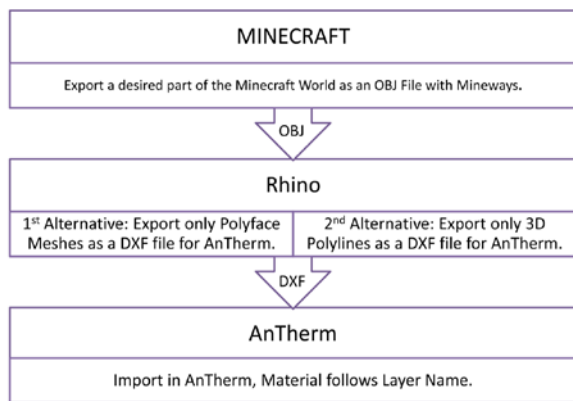 MINECRAFT
Export a desired part of the Minecraft World as an OBJ File with Mineways.
OBJ
Rhino
1st Alternative: Export only Polyface
Meshes as a DXF file for AnTherm.
2nd Alternative: Export only 3D
Polylines as a DXF file for AnTherm.
DXF
AnTherm
Import in AnTherm, Material follows Layer Name.